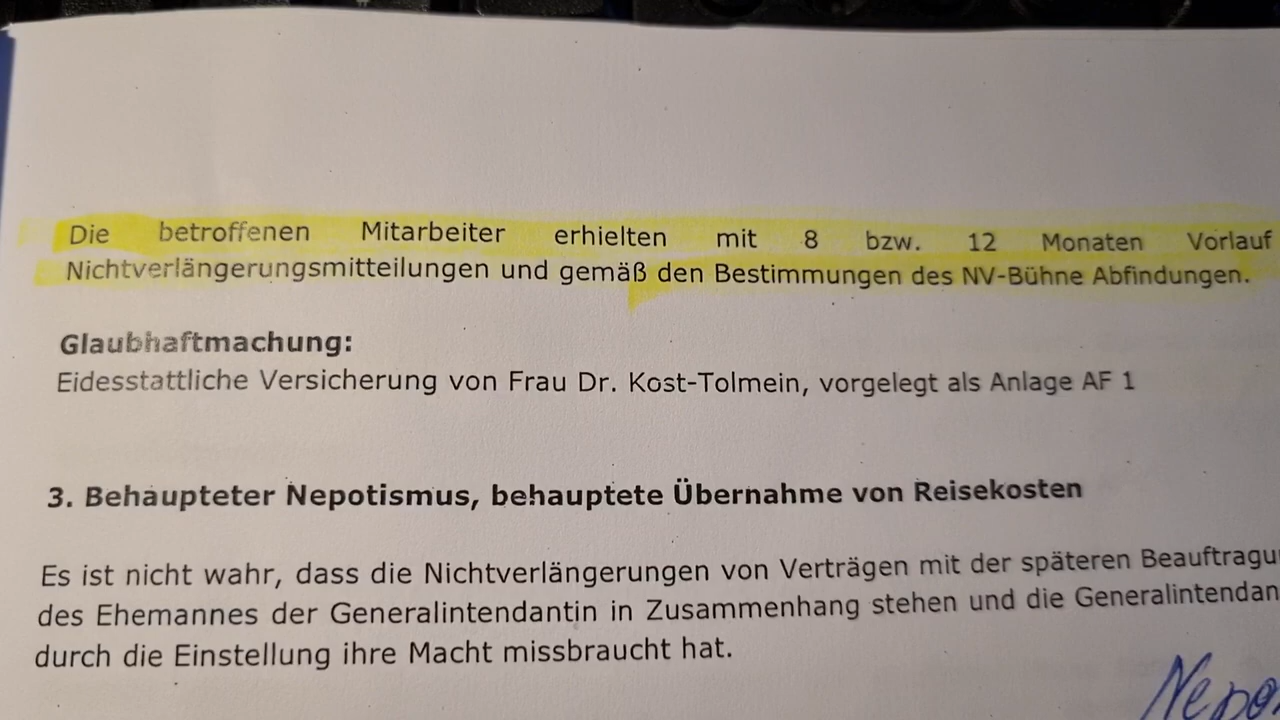 Die betroffenen Mitarbeiter erhielten mit 8 bzw. 12 Monaten Vorlauf
Nichtverlängerungsmitteilungen und gemäß den Bestimmungen des NV-Bühne Abfindungen.
Glaubhaftmachung:
Eidesstattliche Versicherung von Frau Dr. Kost-Tolmein, vorgelegt als Anlage AF 1
3. Behaupteter Nepotismus, behauptete Übernahme von Reisekosten
Es ist nicht wahr, dass die Nichtverlängerungen von Verträgen mit der späteren
des Ehemannes der Generalintendantin in Zusammenhang stehen und die
durch die Einstellung ihre Macht missbraucht hat.